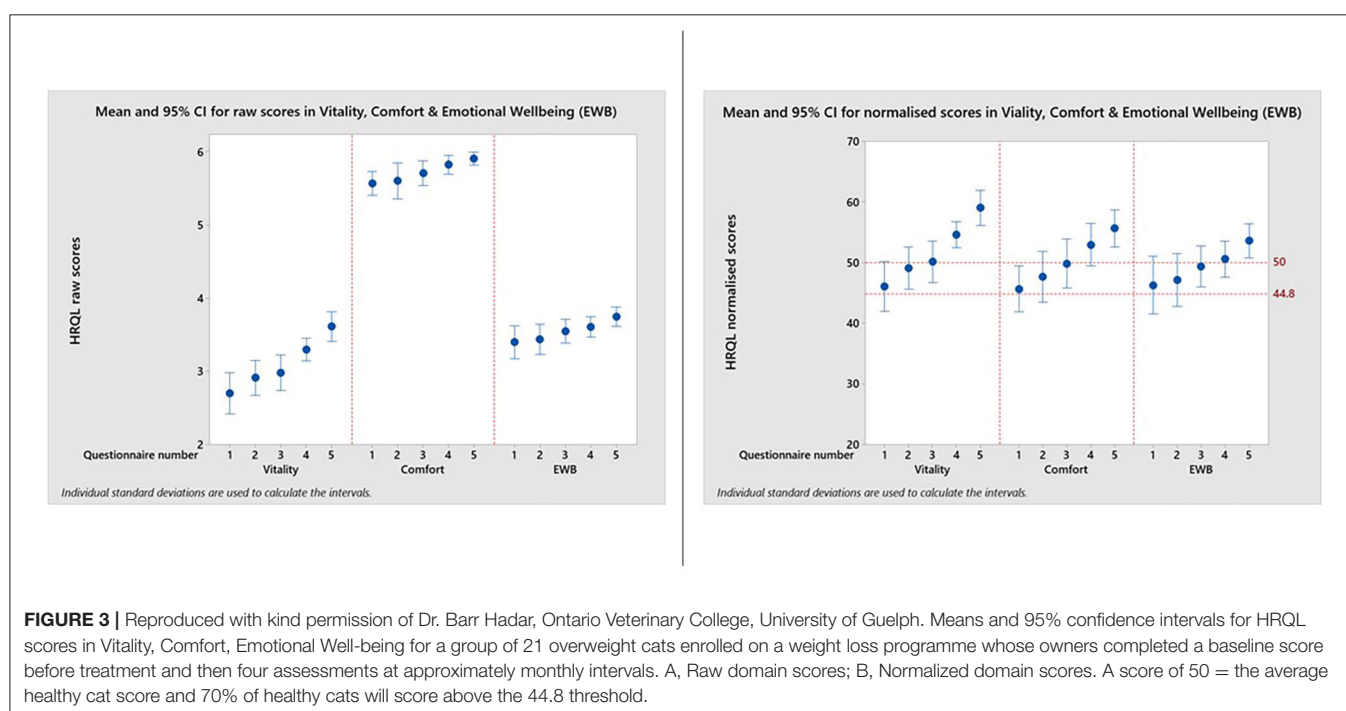 Mean and 95% CI for raw scores in Vitality, Comfort & Emotional Wellbeing (EWB)
HRQL raw scores
6
5
4
3
2
Questionnaire number 1 2 3 4 5 1 2 3 4 5 1 2 3 4 5
Vitality Comfort EWB
Individual standard deviations are used to calculate the intervals.
Mean and 95% CI for normalised scores in Viality, Comfort & Emotional Wellbeing (EWB)
HRQL normalised scores
70
60
50
40
30
20
50
44.8
Questionnaire number 1 2 3 4 5 1 2 3 4 5 1 2 3 4 5
Vitality Comfort EWB
Individual standard deviations are used to calculate the intervals.
FIGURE 3 | Reproduced with kind permission of Dr. Barr Hadar, Ontario Veterinary College, University of Guelph. Means and 95% confidence intervals for HRQL
scores in Vitality, Comfort, Emotional Well-being for a group of 21 overweight cats enrolled on a weight loss programme whose owners completed a baseline score
before treatment and then four assessments at approximately monthly intervals. A, Raw domain scores; B, Normalized domain scores. A score of 50 = the average
healthy cat score and 70% of healthy cats will score above the 44.8 threshold.